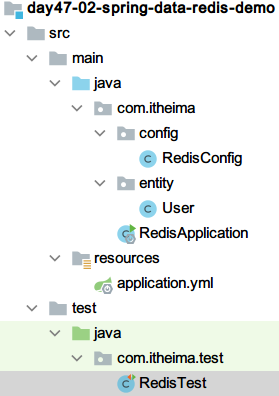 day47-02-spring-data-redis-demo
src
main
java
com.itheima
config
RedisConfig
entity
User
RedisApplication
resources
application.yml
test
java
com.itheima.test
RedisTest